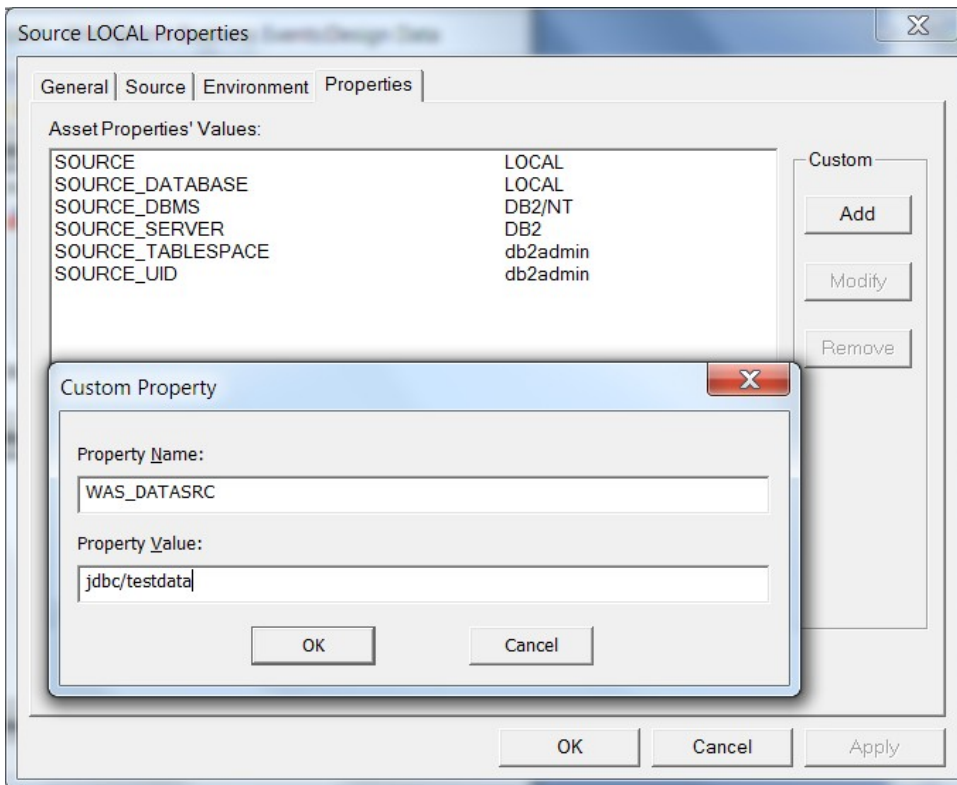 Source LOCAL Properties
General Source Environment Properties
Asset Properties' Values:
SOURCE LOCAL
SOURCE_DATABASE LOCAL
SOURCE_DBMS DB2/NT
SOURCE_SERVER DB2
SOURCE_TABLESPACE db2admin
SOURCE_UID db2admin
Custom
Add
Modify
Remove
Custom Property
Property Name:
WAS_DATASRC
Property Value:
jdbc/testdata
OK Cancel
OK Cancel Apply